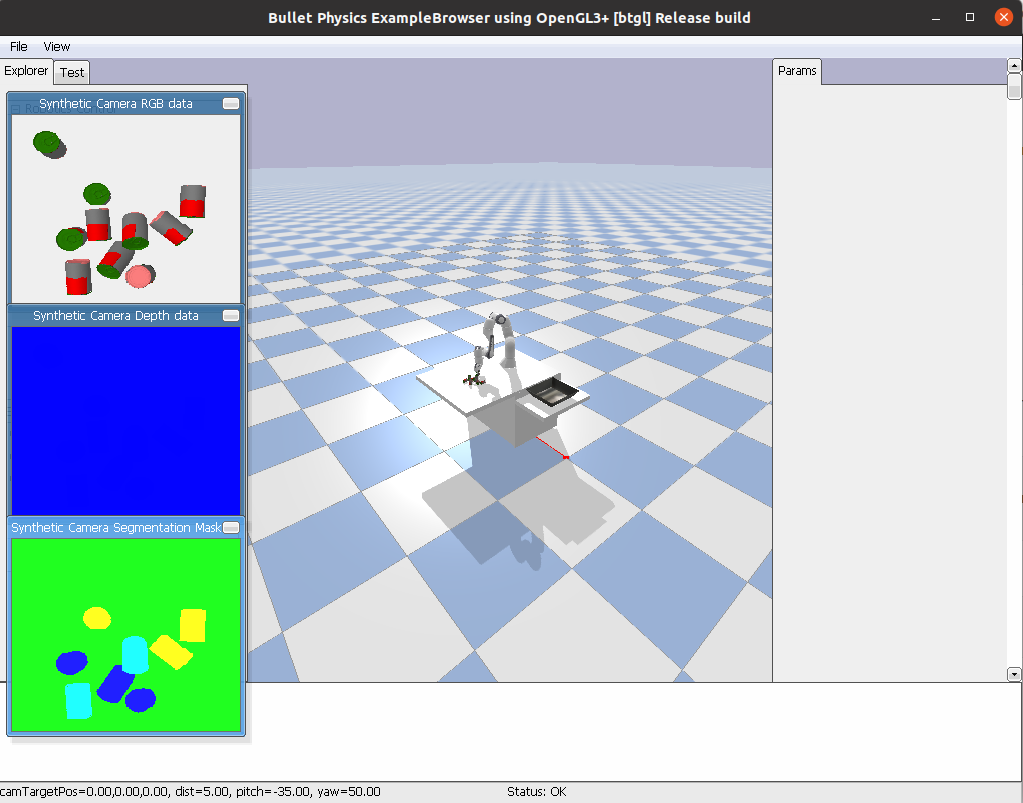 Bullet Physics ExampleBrowser using OpenGL3+ [btgl] Release build
File View
Explorer Test
Params
Synthetic Camera RGB data
Synthetic Camera Depth data
Synthetic Camera Segmentation Mask
camTargetPos=0.00,0.00,0.00, dist=5.00, pitch=-35.00, yaw=50.00
Status: OK